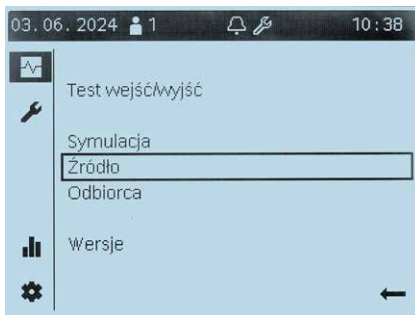 03. 06. 2024 1 10:38
Test wejść/wyjść
Symulacja
Źródło
Odbiorca
Wersje